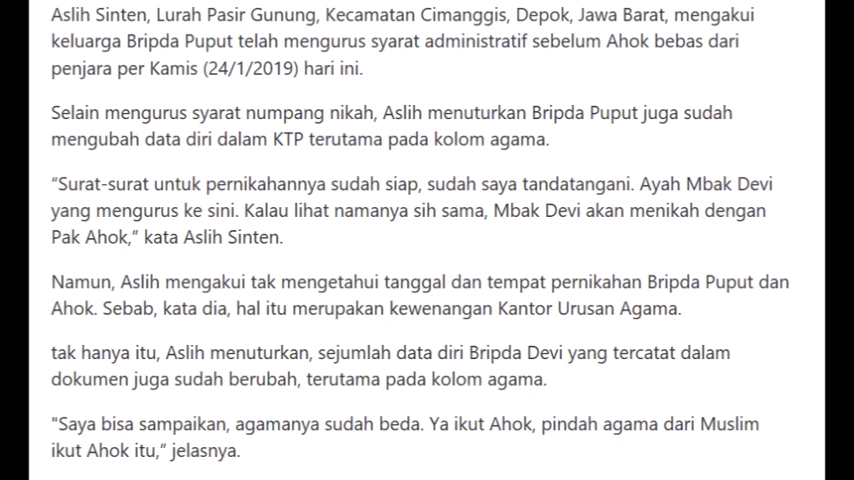 Aslih Sinten, Lurah Pasir Gunung, Kecamatan Cimanggis, Depok, Jawa Barat, mengakui
keluarga Bripda Puput telah mengurus syarat administratif sebelum Ahok bebas dari
penjara per Kamis (24/1/2019) hari ini.
Selain mengurus syarat numpang nikah, Aslih menuturkan Bripda Puput juga sudah
mengubah data diri dalam KTP terutama pada kolom agama.
“Surat-surat untuk pernikahannya sudah siap, sudah saya tandatangani. Ayah Mbak Devi
yang mengurus ke sini. Kalau lihat namanya sih sama, Mbak Devi akan menikah dengan
Pak Ahok,” kata Aslih Sinten.
Namun, Aslih mengakui tak mengetahui tanggal dan tempat pernikahan Bripda Puput dan
Ahok. Sebab, kata dia, hal itu merupakan kewenangan Kantor Urusan Agama.
tak hanya itu, Aslih menuturkan, sejumlah data diri Bripda Devi yang tercatat dalam
dokumen juga sudah berubah, terutama pada kolom agama.
"Saya bisa sampaikan, agamanya sudah beda. Ya ikut Ahok, pindah agama dari Muslim
ikut Ahok itu,” jelasnya.